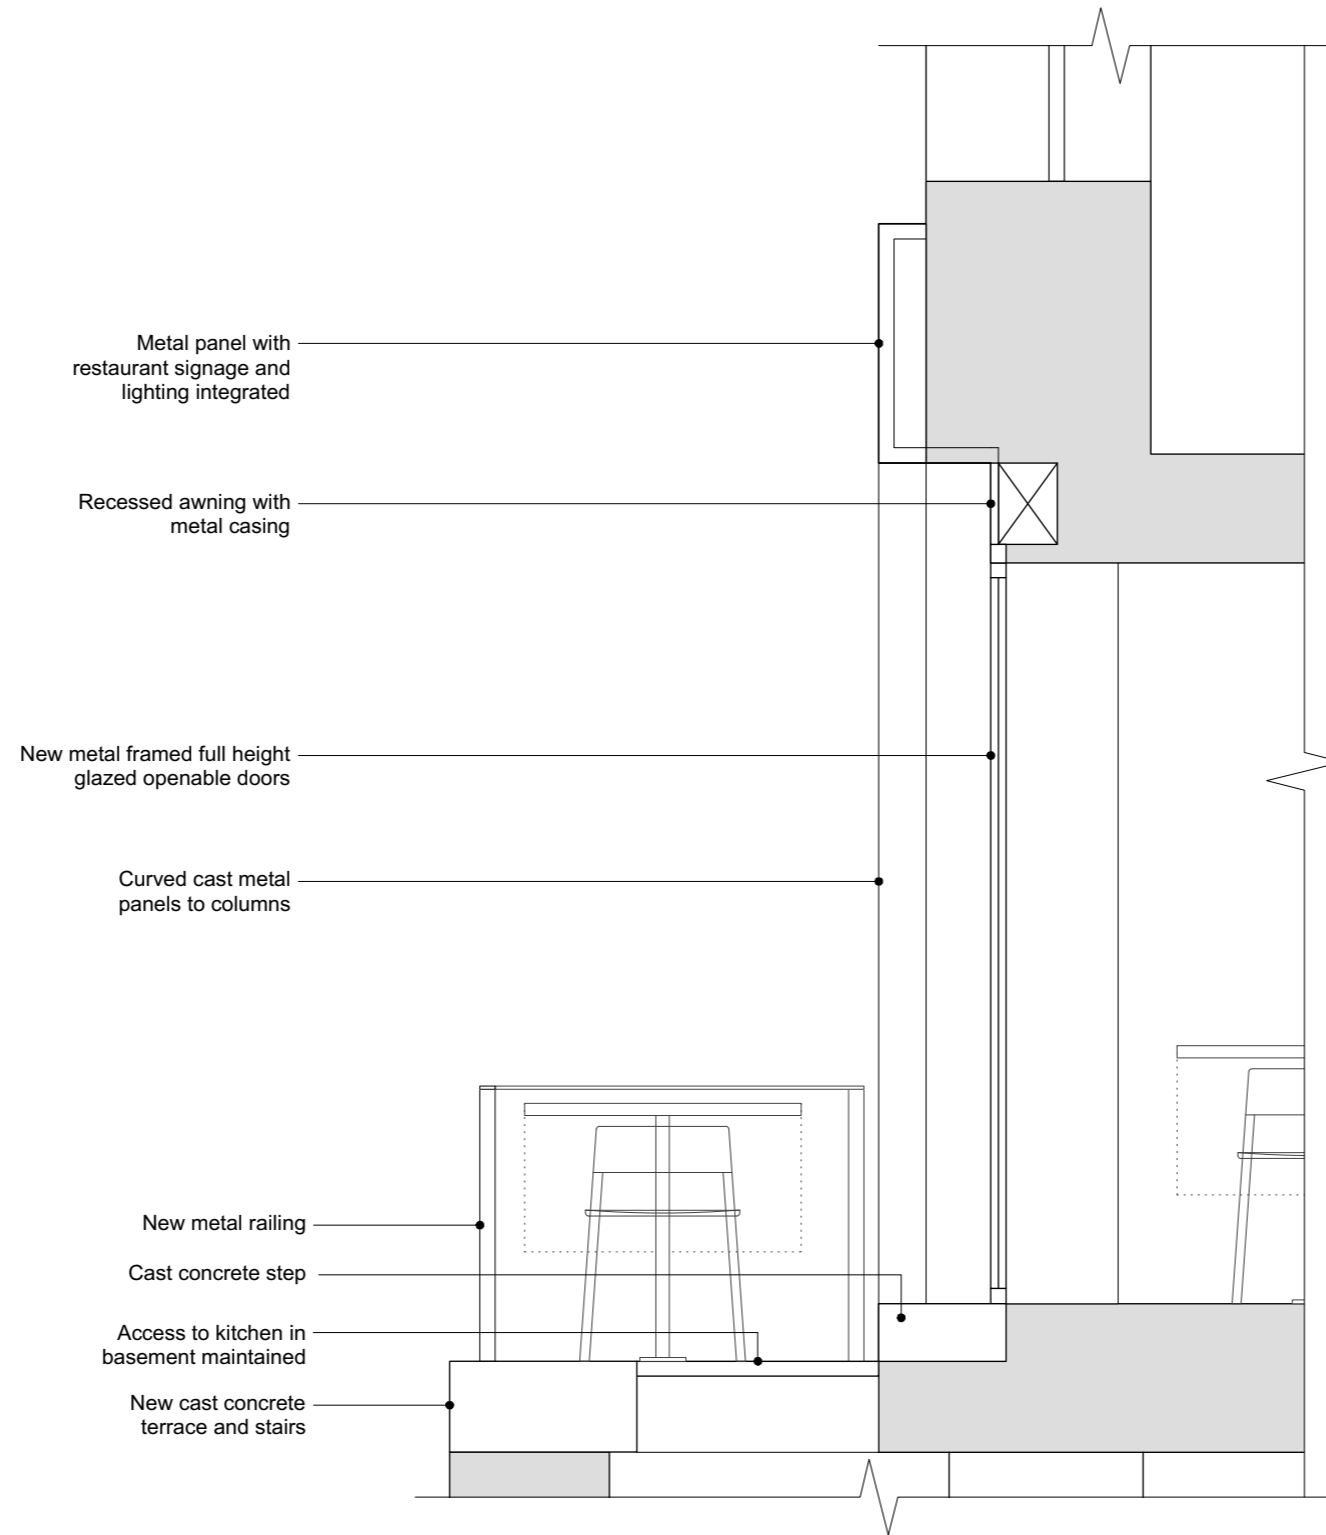 Metal panel with
restaurant signage and
lighting integrated
Recessed awning with
metal casing
New metal framed full height
glazed openable doors
Curved cast metal
panels to columns
New metal railing
Cast concrete step
Access to kitchen in
basement maintained
New cast concrete
terrace and stairs